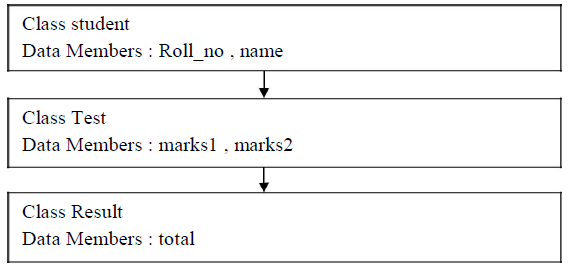 Class student
Data Members : Roll_no , name
Class Test
Data Members : marks1 , marks2
Class Result
Data Members : total